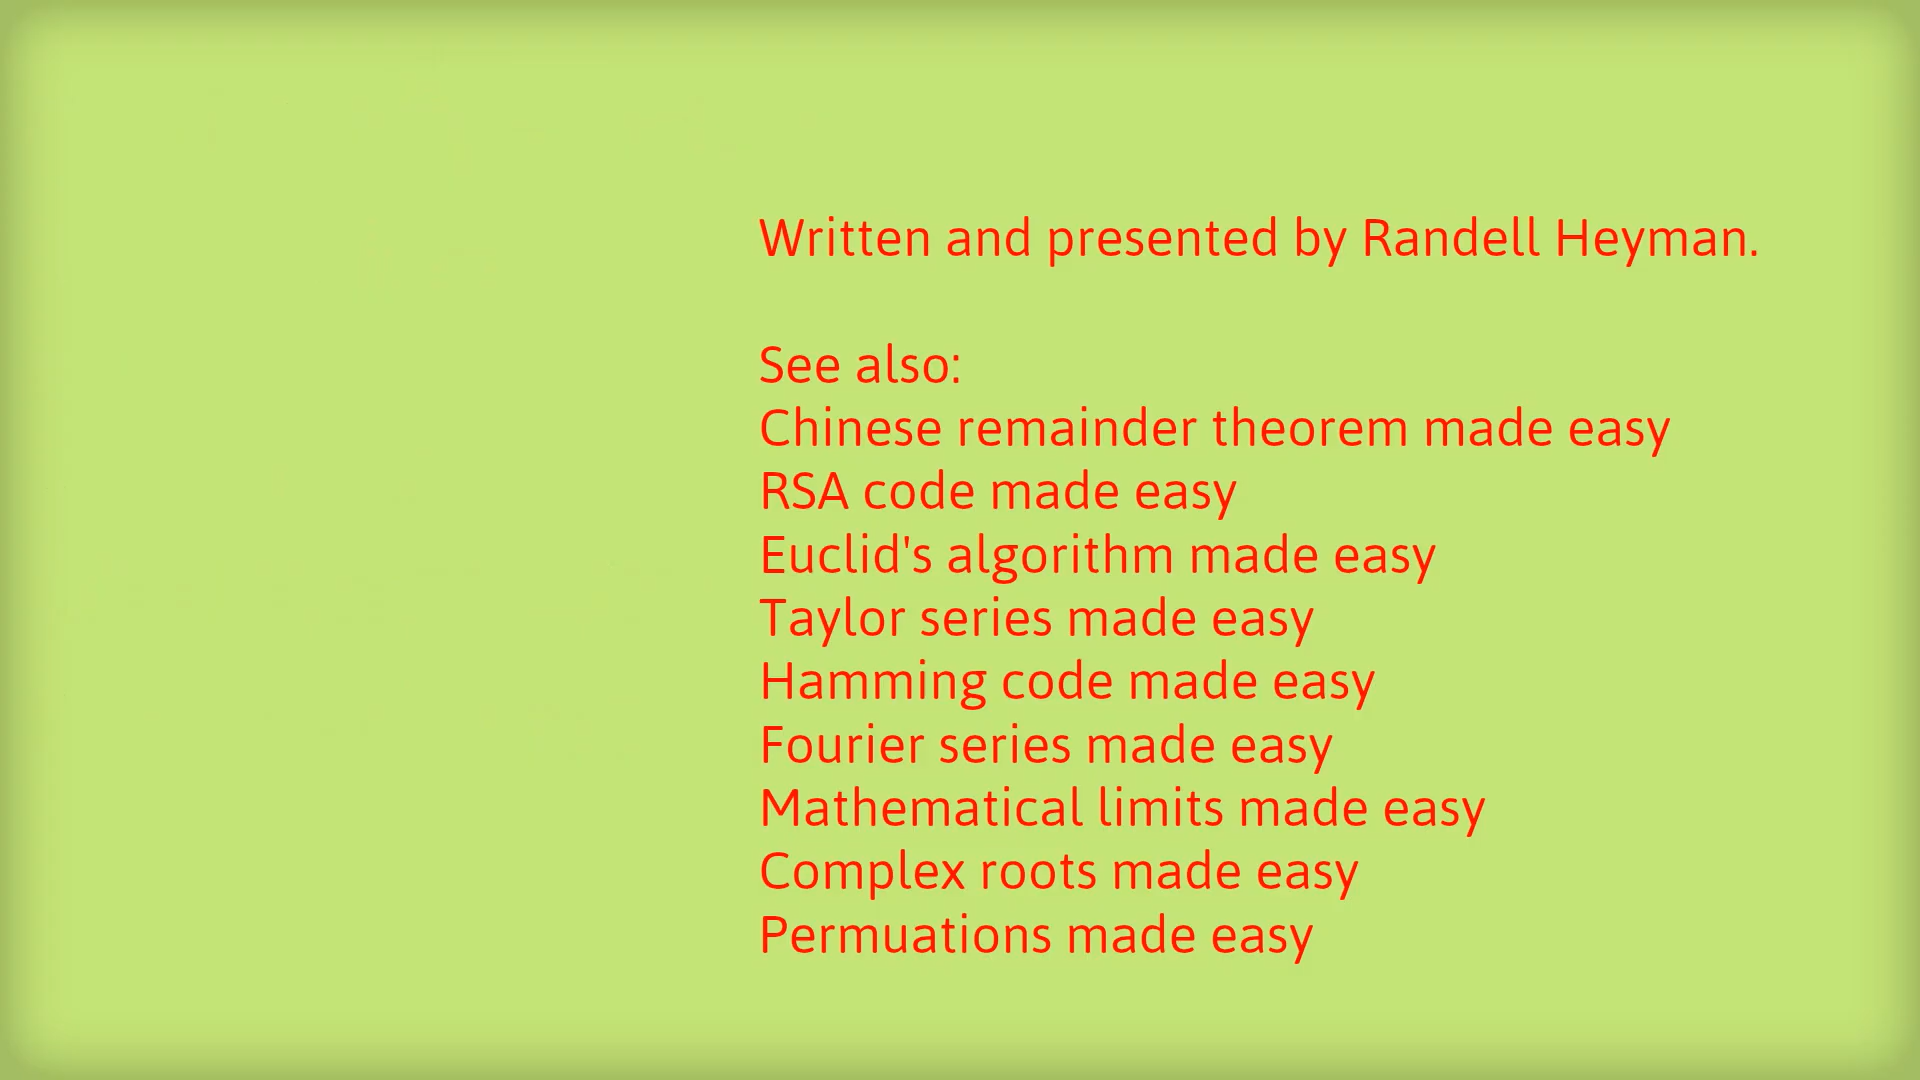 Written and presented by Randell Heyman.
See also:
Chinese remainder theorem made easy
RSA code made easy
Euclid's algorithm made easy
Taylor series made easy
Hamming code made easy
Fourier series made easy
Mathematical limits made easy
Complex roots made easy
Permuations made easy